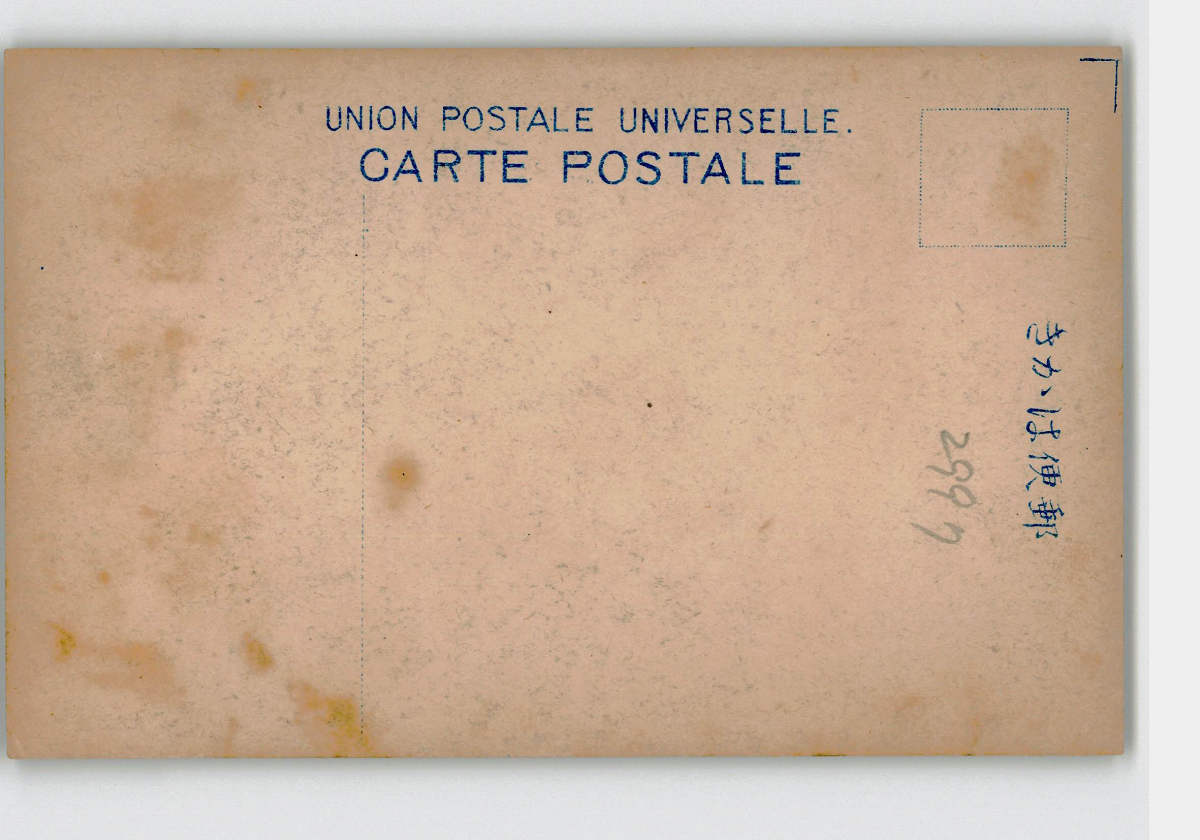 UNION POSTALE UNIVERSELLE.
CARTE POSTALE
郵便はかき
2997